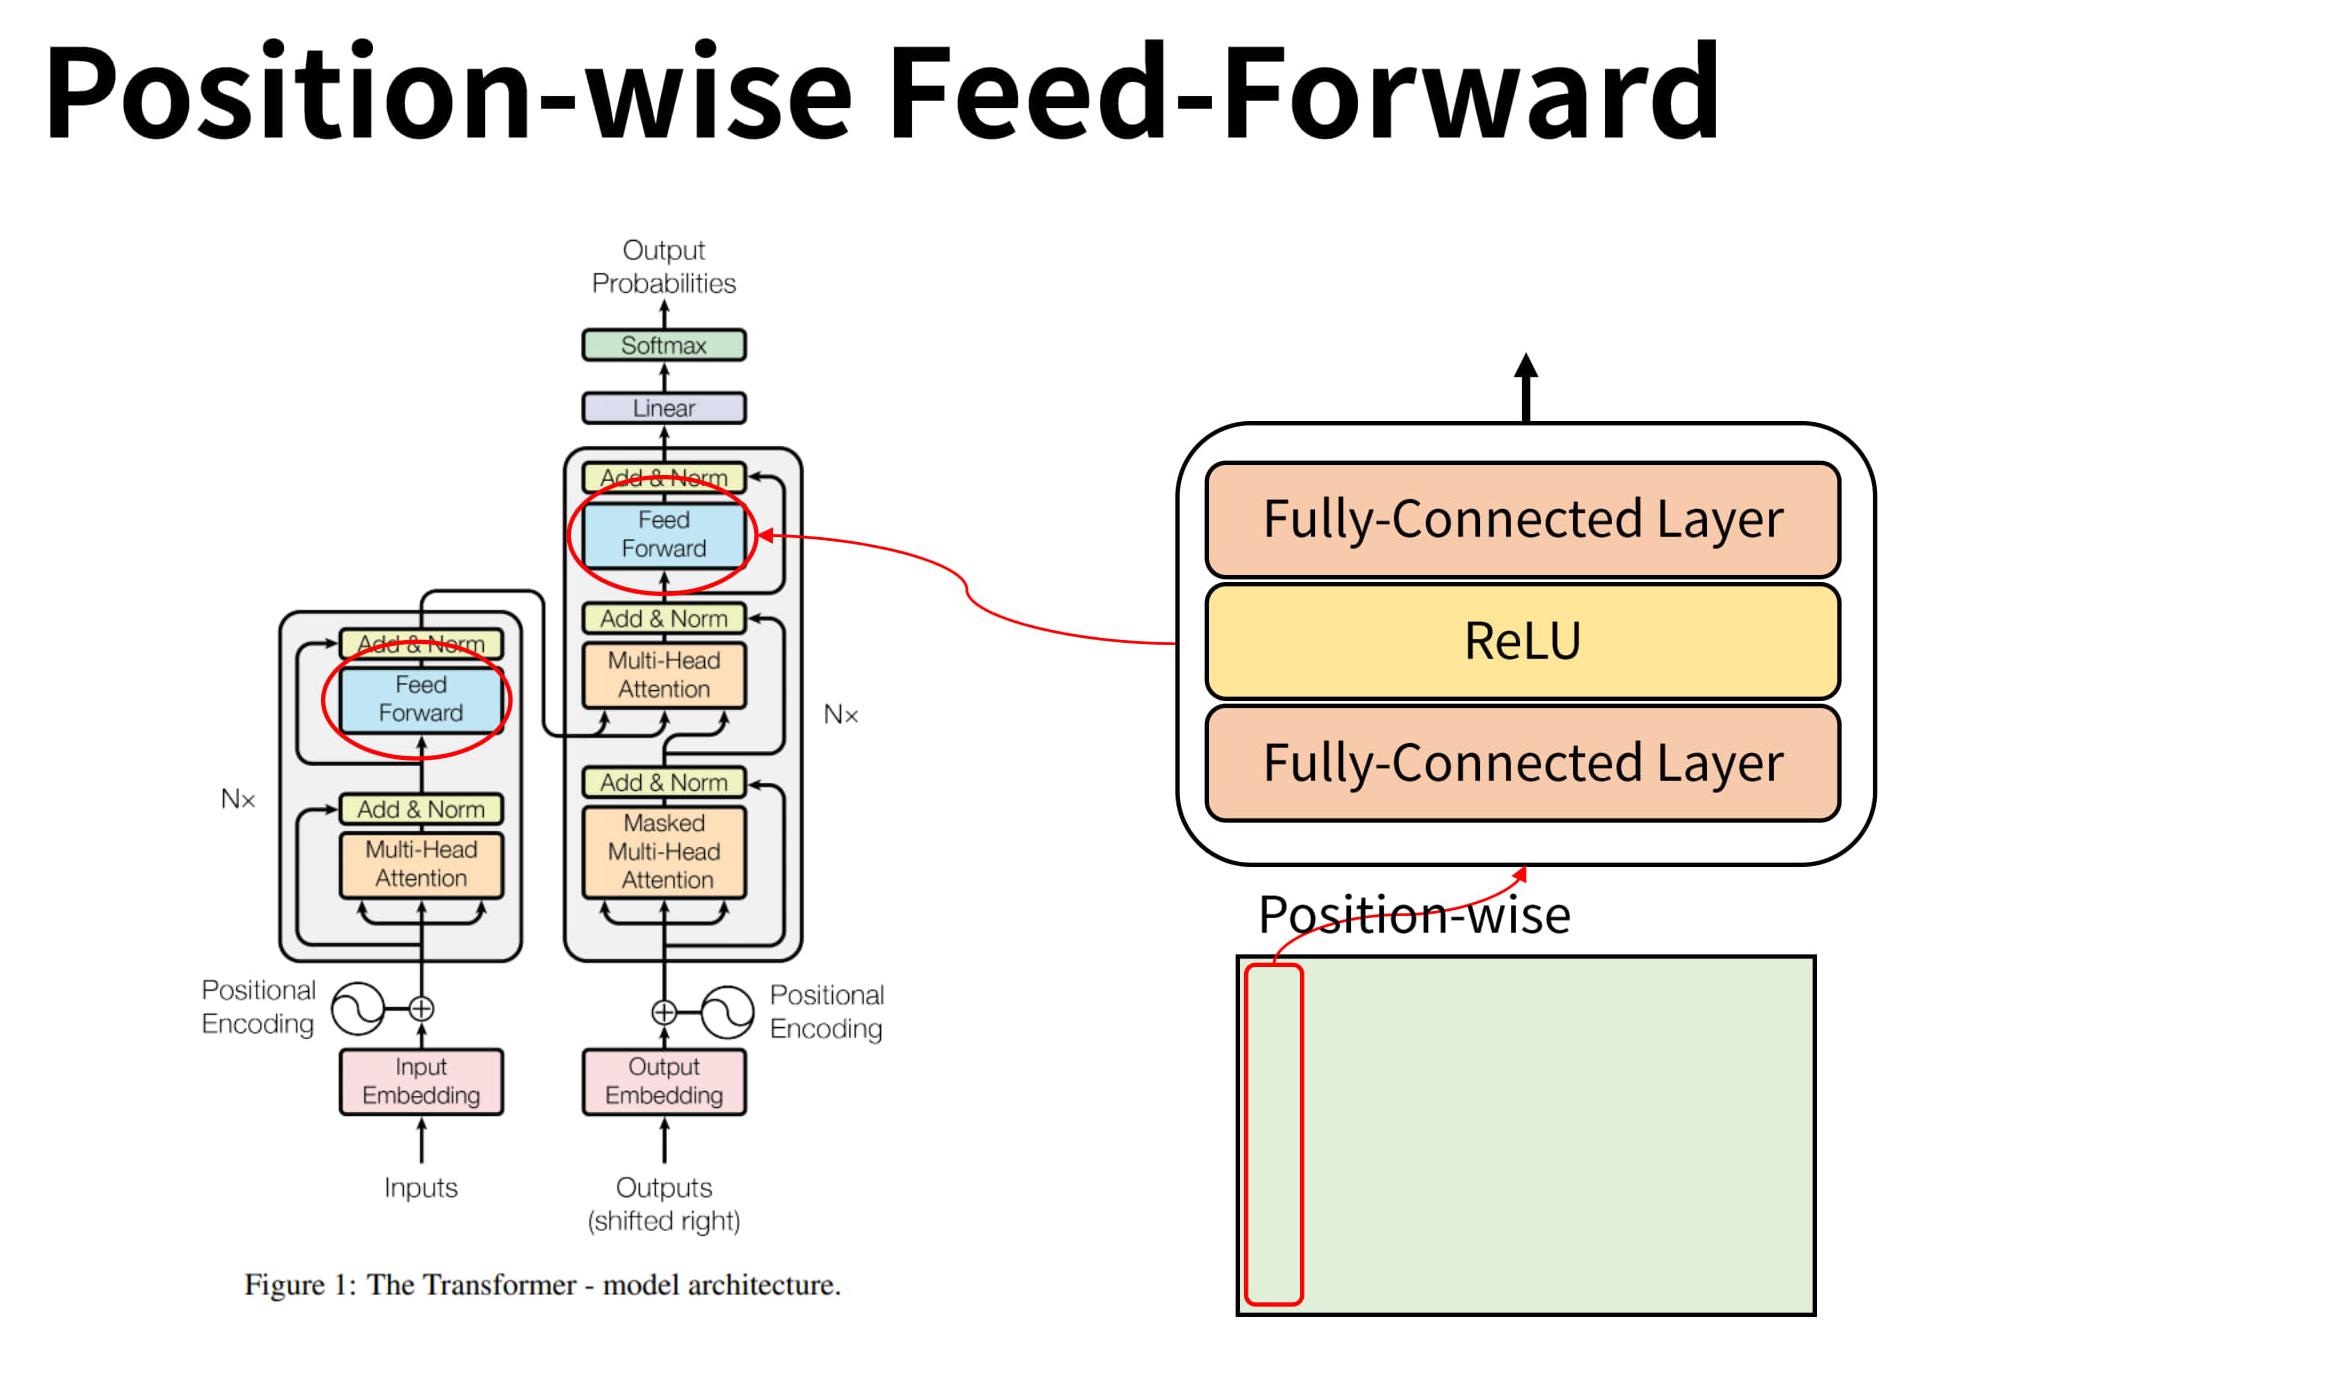 Position-wise Feed-Forward
Output
Probabilities
Softmax
Linear
Add & Norm
Feed
Forward
Add & Norm
Multi-Head
Attention
Nx
Add & Norm
Masked
Multi-Head
Attention
Add & Norm
Feed
Forward
Nx
Add & Norm
Multi-Head
Attention
Positional
Encoding
Positional
Encoding
Input
Embedding
Output
Embedding
Inputs
Outputs
(shifted right)
Figure 1: The Transformer - model architecture.
Fully-Connected Layer
ReLU
Fully-Connected Layer
Position-wise